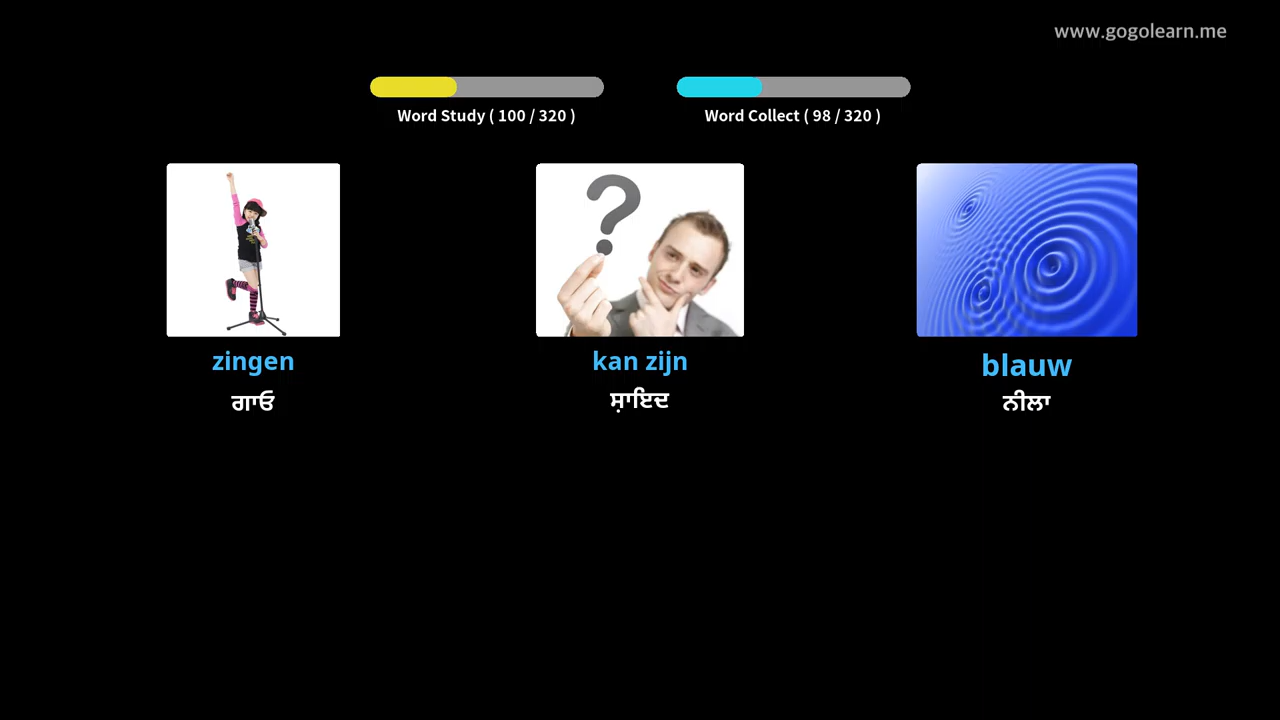 www.gogolearn.me
Word Study ( 100 / 320 )
Word Collect ( 98 / 320 )
zingen
kan zijn
blauw
ਗਾਓ
ਸ਼ਾਇਦ
ਨੀਲਾ